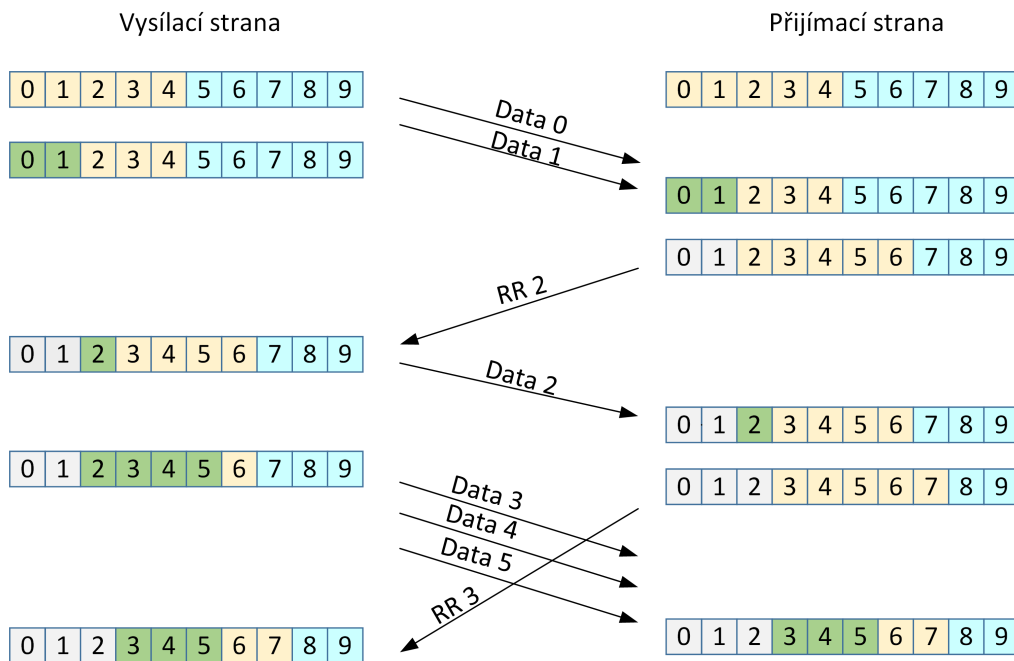 Vysílací strana
Přijímací strana
0 1 2 3 4 5 6 7 8 9
0 1 2 3 4 5 6 7 8 9
Data 0
Data 1
0 1 2 3 4 5 6 7 8 9
0 1 2 3 4 5 6 7 8 9
0 1 2 3 4 5 6 7 8 9
RR 2
0 1 2 3 4 5 6 7 8 9
Data 2
0 1 2 3 4 5 6 7 8 9
0 1 2 3 4 5 6 7 8 9
0 1 2 3 4 5 6 7 8 9
Data 3
Data 4
Data 5
RR 3
0 1 2 3 4 5 6 7 8 9
0 1 2 3 4 5 6 7 8 9